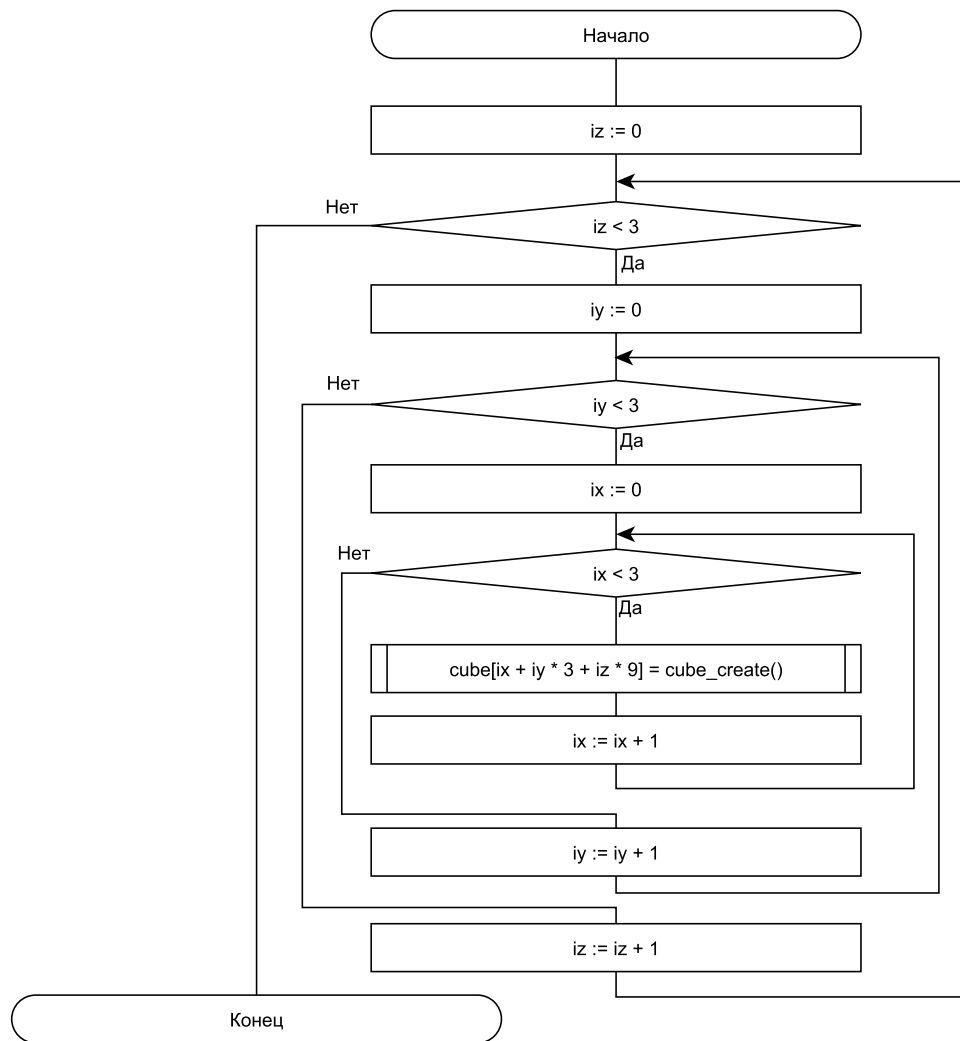 Начало
iz := 0
Нет
iz < 3
Да
iy := 0
Нет
iy < 3
Да
ix := 0
Нет
ix < 3
Да
cube[ix + iy * 3 + iz * 9] = cube_create()
ix := ix + 1
iy := iy + 1
iz := iz + 1
Конец